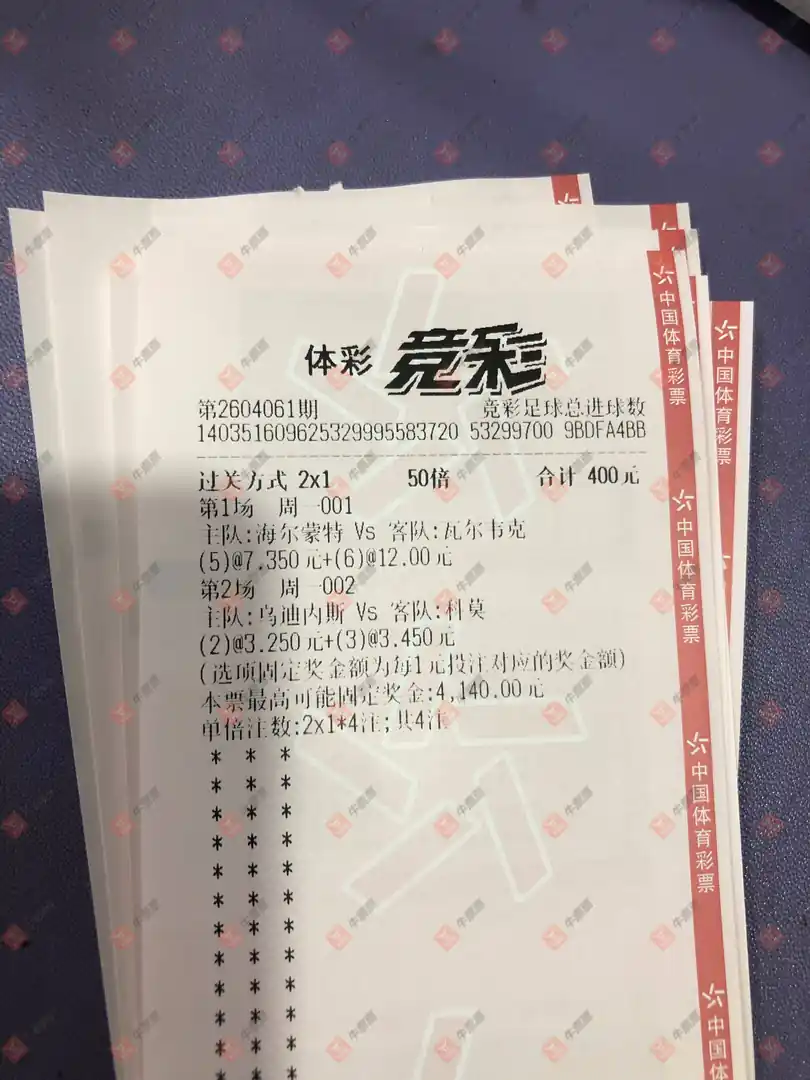 体彩 竞彩
第2604061期 竞彩足球总进球数
140351609625329995583720 53299700 9BDFA4BB
过关方式 2x1 50倍 合计 400元
第1场 周一001
主队:海尔蒙特 Vs 客队:瓦尔韦克
(5)@7.350元+(6)@12.00元
第2场 周一002
主队:乌迪内斯 Vs 客队:科莫
(2)@3.250元+(3)@3.450元
(选项固定奖金额为每1元投注对应的奖金额)
本票最高可能固定奖金:4,140.00元
单倍注数:2x1*4注;共4注
* * *
* * *
* * *
* * *
* * *
* * *
* * *
* * *
* * *
* * *
* * *
* * *
中国体育彩票
中国体育彩票
中国体育彩票
中国体
中国体育彩票